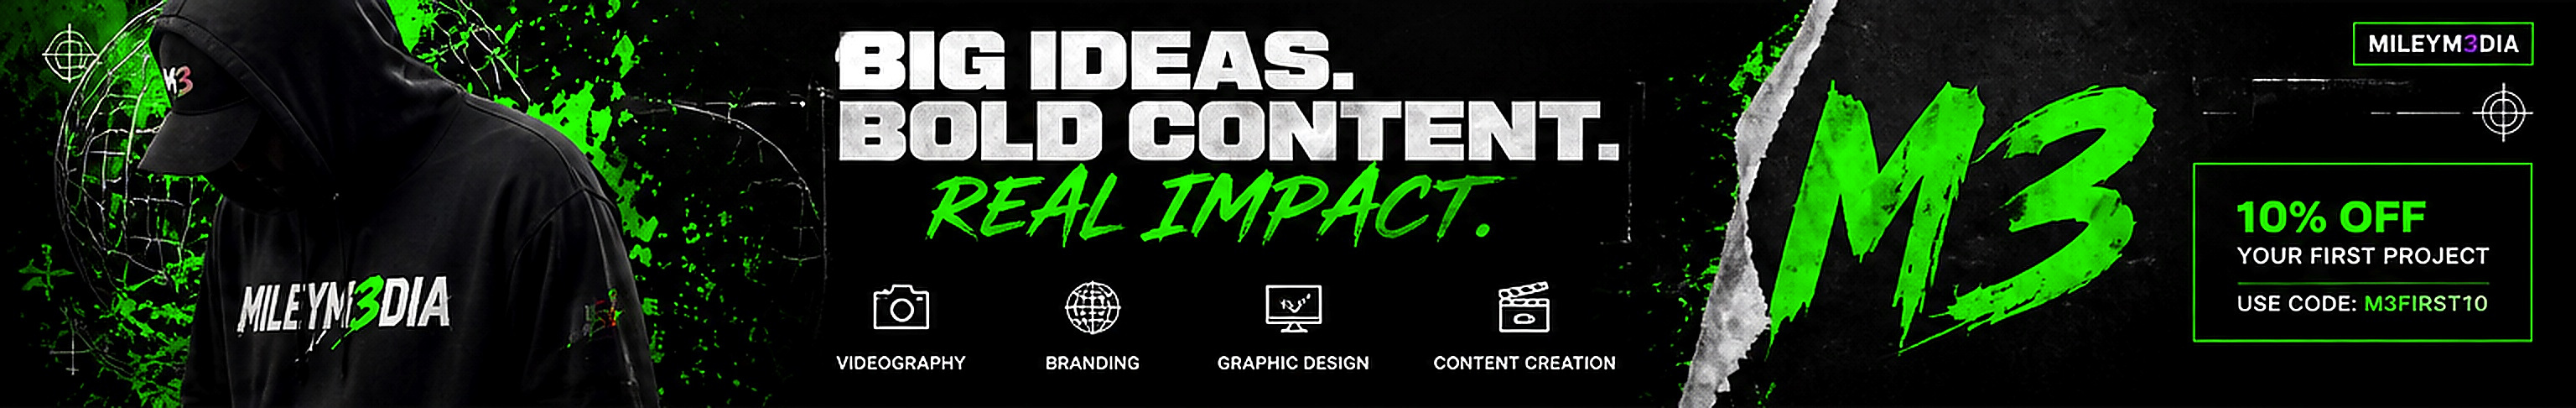 MILEYM3DIA
BIG IDEAS.
BOLD CONTENT.
REAL IMPACT.
VIDEOGRAPHY
BRANDING
GRAPHIC DESIGN
CONTENT CREATION
M3
MILEYM3DIA
10% OFF
YOUR FIRST PROJECT
USE CODE: M3FIRST10